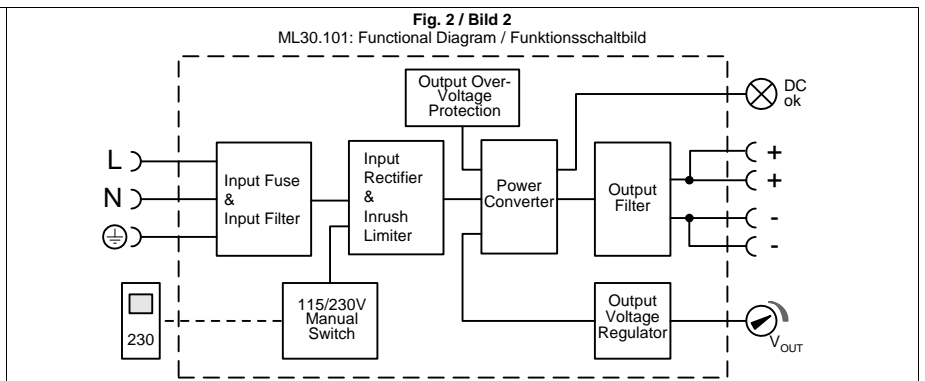 Fig. 2 / Bild 2
ML30.101: Functional Diagram / Funktionsschaltbild
Output Over-
Voltage
Protection
DC
ok
L
N
Input Fuse
&
Input Filter
Input
Rectifier
&
Inrush
Limiter
Power
Converter
Output
Filter
+
+
-
-
230
115/230V
Manual
Switch
Output
Voltage
Regulator
VOUT